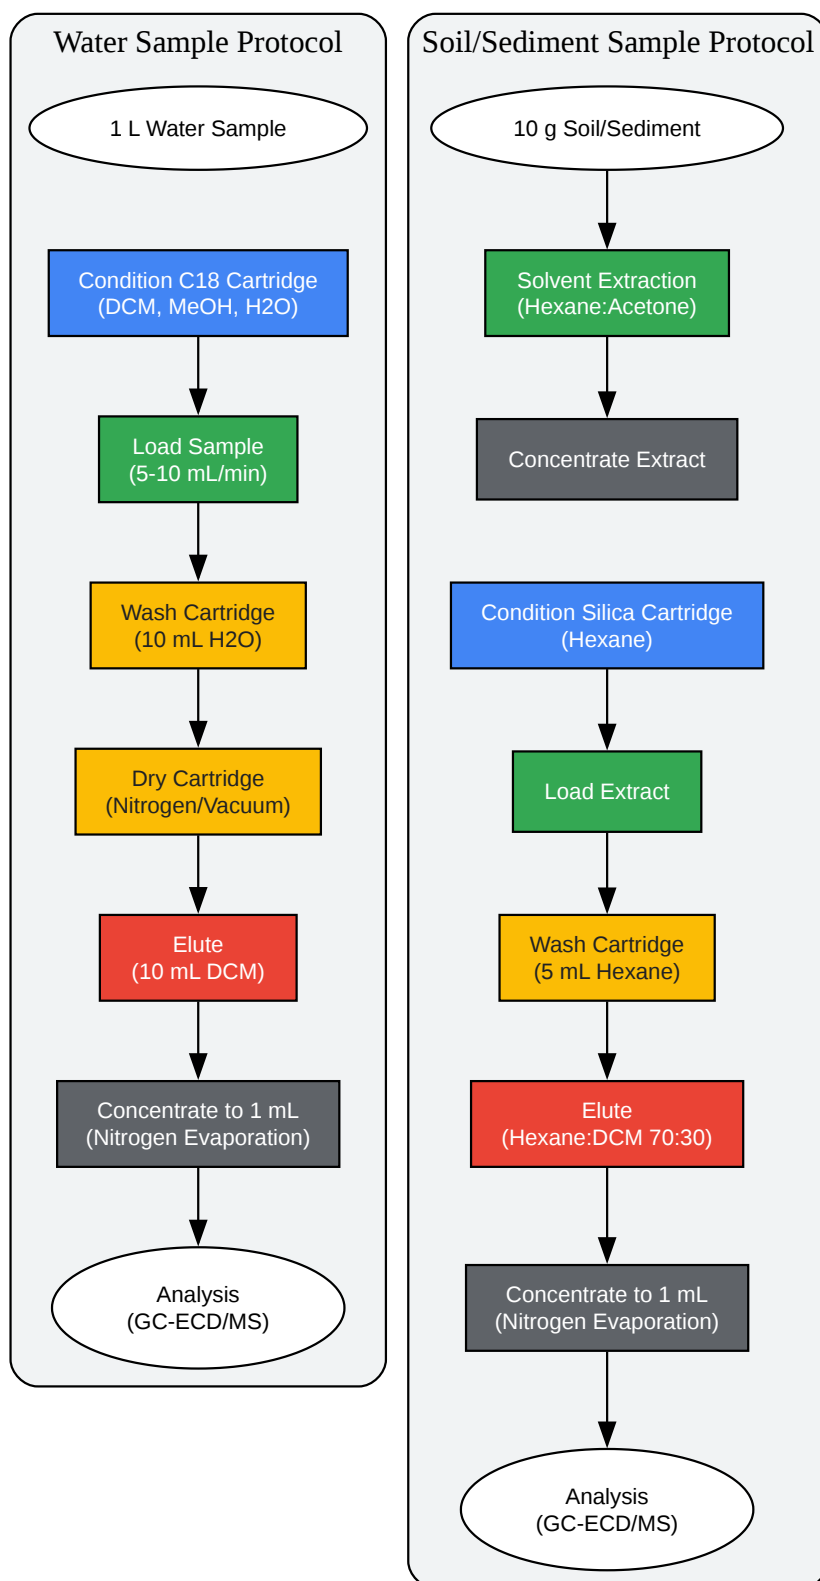 Water Sample Protocol
1 L Water Sample
Condition C18 Cartridge
(DCM, MeOH, H2O)
Load Sample
(5-10 mL/min)
Wash Cartridge
(10 mL H2O)
Dry Cartridge
(Nitrogen/Vacuum)
Elute
(10 mL DCM)
Concentrate to 1 mL
(Nitrogen Evaporation)
Analysis
(GC-ECD/MS)
Soil/Sediment Sample Protocol
10 g Soil/Sediment
Solvent Extraction
(Hexane:Acetone)
Concentrate Extract
Condition Silica Cartridge
(Hexane)
Load Extract
Wash Cartridge
(5 mL Hexane)
Elute
(Hexane:DCM 70:30)
Concentrate to 1 mL
(Nitrogen Evaporation)
Analysis
(GC-ECD/MS)